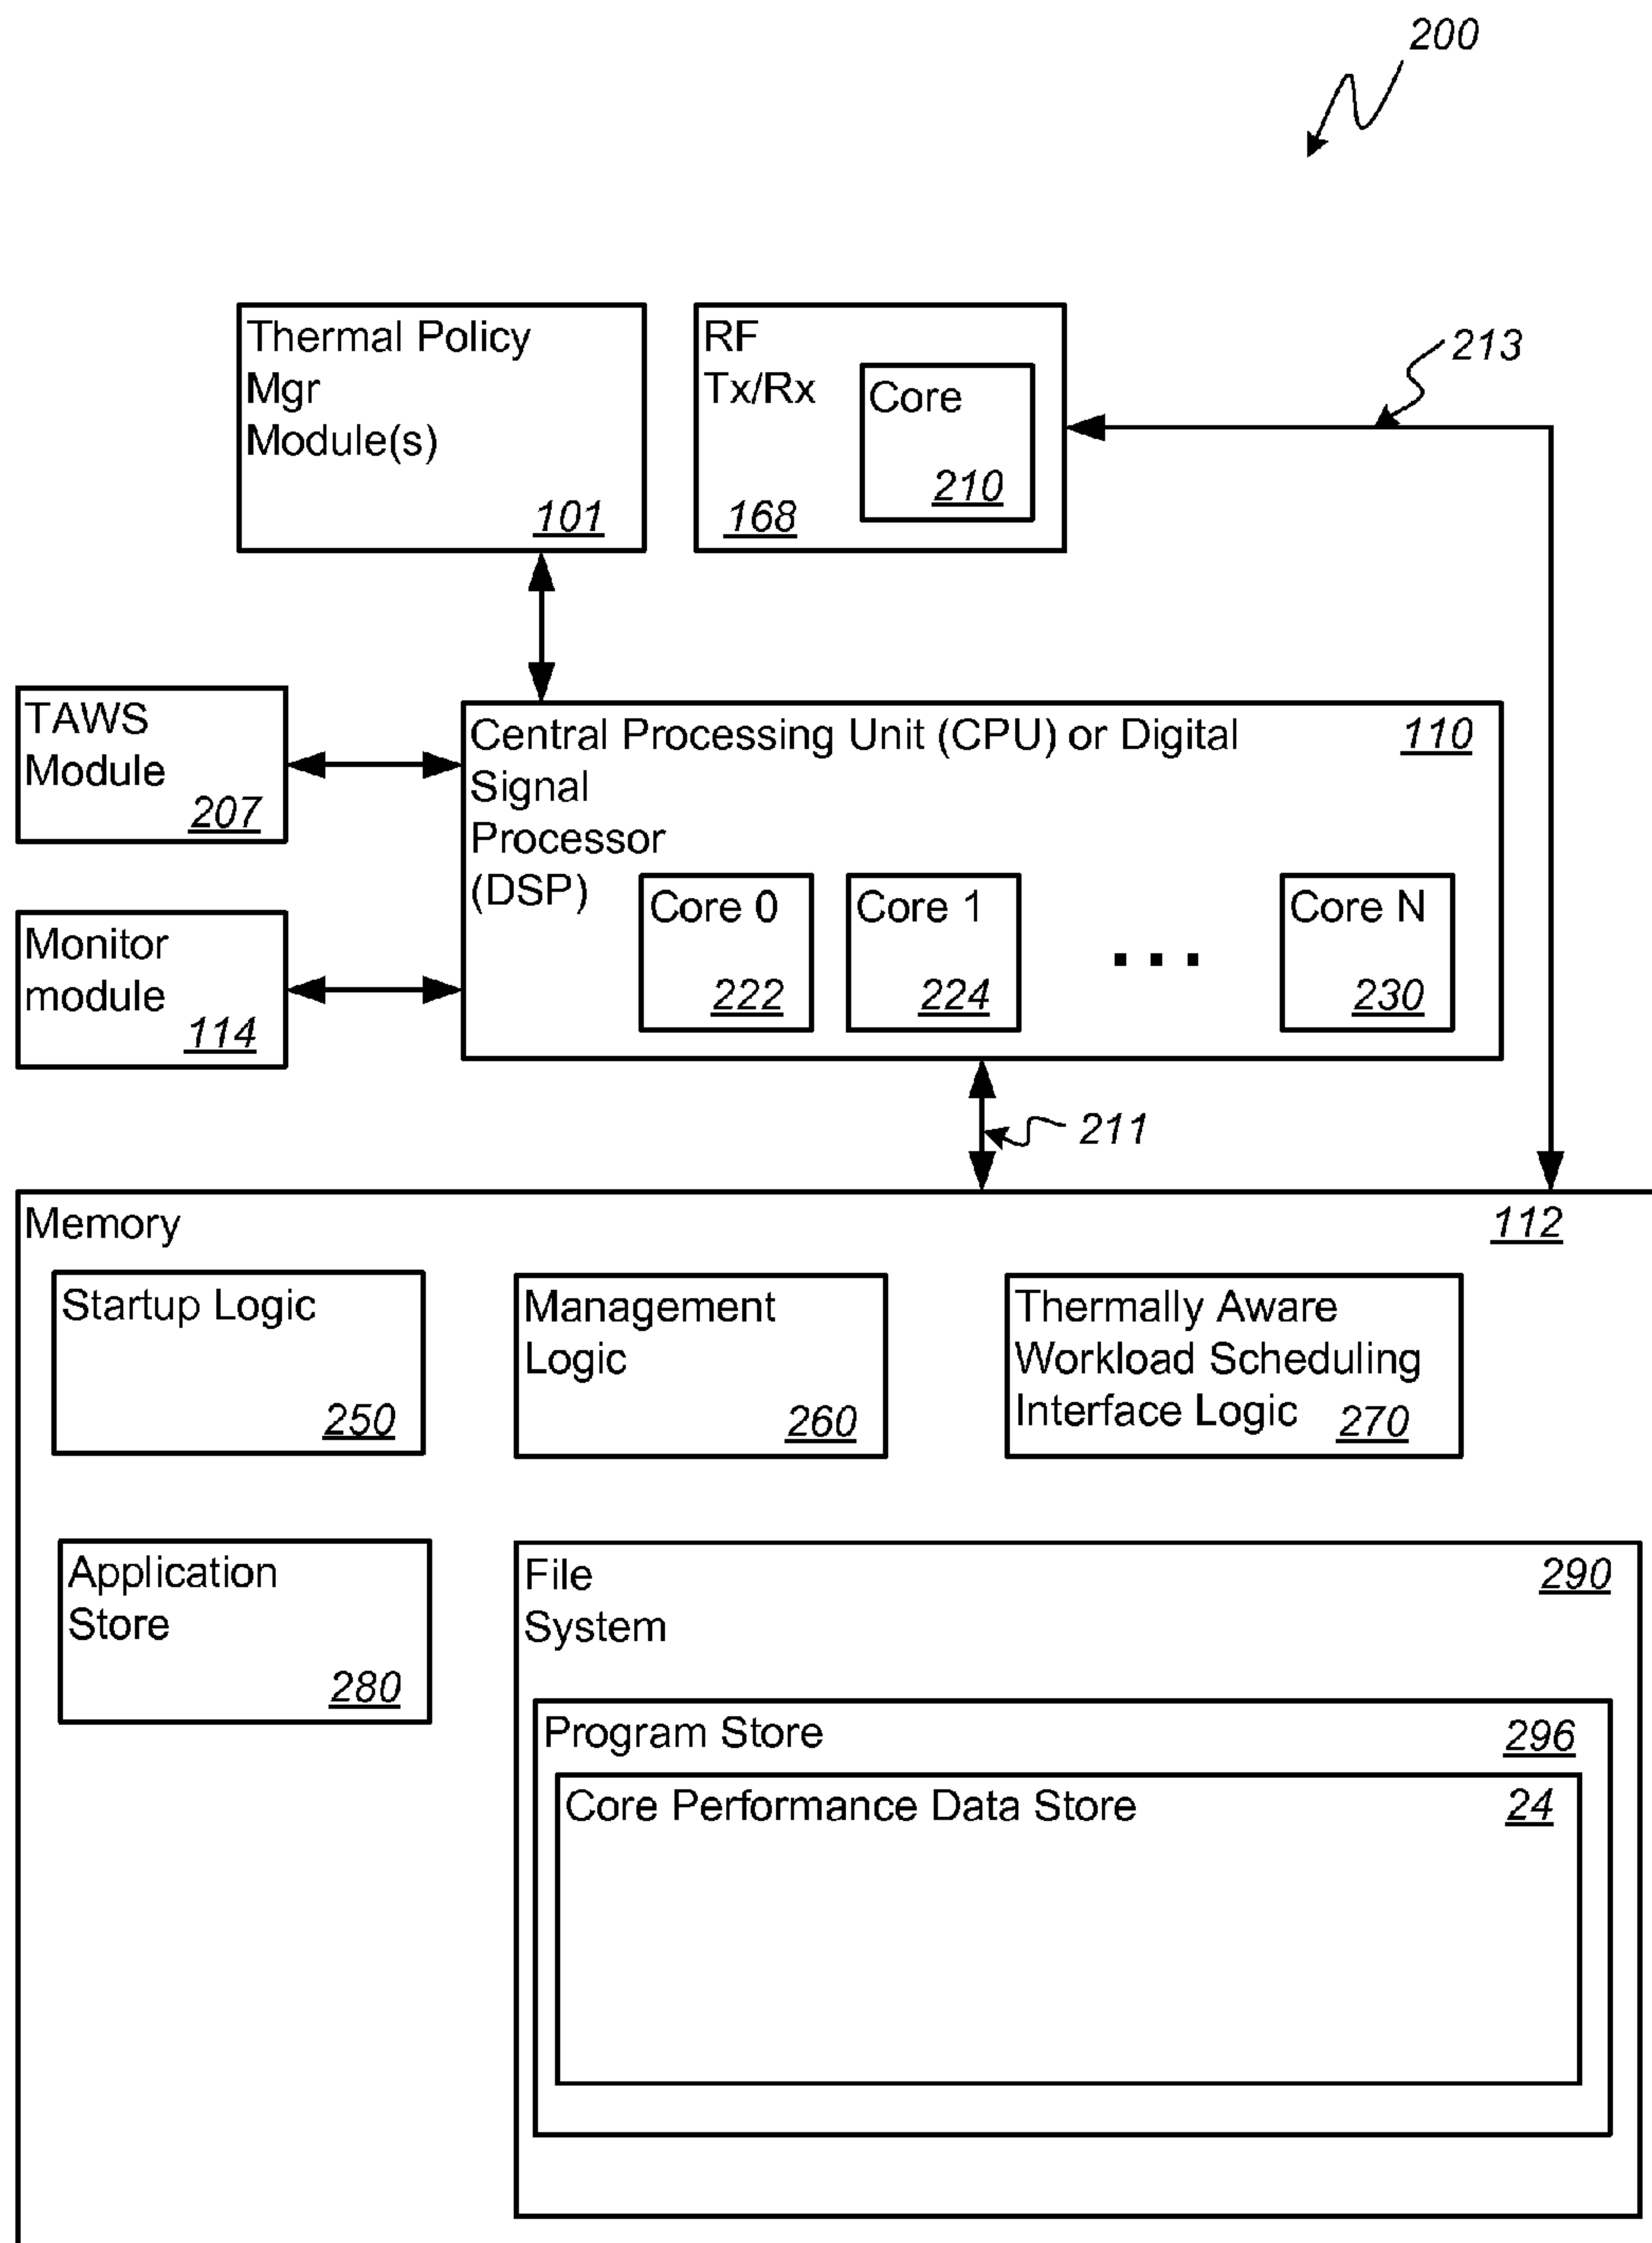 200
Thermal Policy
Mgr
Module(s)
101
RF
Tx/Rx
168
Core
210
213
TAWS
Module
207
Central Processing Unit (CPU) or Digital
Signal
Processor
(DSP)
110
Core 0
222
Core 1
224
...
Core N
230
Monitor
module
114
211
Memory
112
Startup Logic
250
Management
Logic
260
Thermally Aware
Workload Scheduling
Interface Logic
270
Application
Store
280
File
System
290
Program Store
296
Core Performance Data Store
24